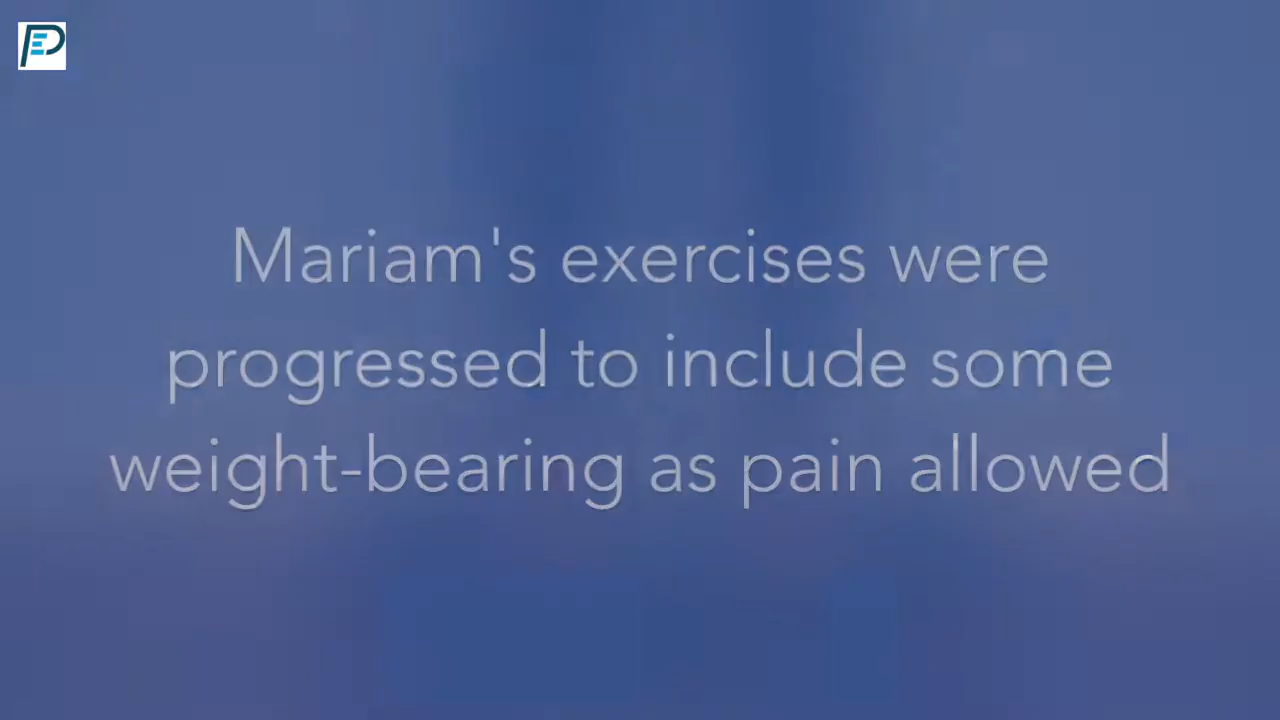 Mariam's exercises were
progressed to include some
weight-bearing as pain allowed